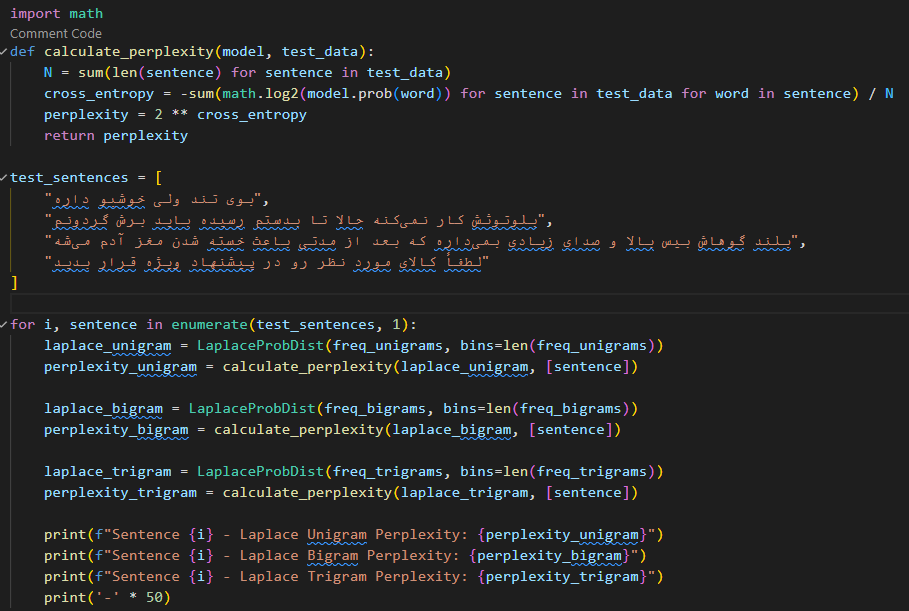 import math
Comment Code
def calculate_perplexity(model, test_data):
    N = sum(len(sentence) for sentence in test_data)
    cross_entropy = -sum(math.log2(model.prob(word)) for sentence in test_data for word in sentence) / N
    perplexity = 2 ** cross_entropy
    return perplexity
test_sentences = [
    "بوی تند ولی خوشبو داره",
    "بلوتوثش کار نمی‌کنه حالا تا بدستم رسیده باید برش گردونم",
    "بلند گوهاش بیس بالا و صدای زیادی بمی‌داره که بعد از مدتی باعث خسته شدن مغز آدم می‌شه",
    "لطفاً کالای مورد نظر رو در پیشنهاد ویژه قرار بدید"
]
for i, sentence in enumerate(test_sentences, 1):
    laplace_unigram = LaplaceProbDist(freq_unigrams, bins=len(freq_unigrams))
    perplexity_unigram = calculate_perplexity(laplace_unigram, [sentence])
    laplace_bigram = LaplaceProbDist(freq_bigrams, bins=len(freq_bigrams))
    perplexity_bigram = calculate_perplexity(laplace_bigram, [sentence])
    laplace_trigram = LaplaceProbDist(freq_trigrams, bins=len(freq_trigrams))
    perplexity_trigram = calculate_perplexity(laplace_trigram, [sentence])
    print(f"Sentence {i} - Laplace Unigram Perplexity: {perplexity_unigram}")
    print(f"Sentence {i} - Laplace Bigram Perplexity: {perplexity_bigram}")
    print(f"Sentence {i} - Laplace Trigram Perplexity: {perplexity_trigram}")
    print('-' * 50)